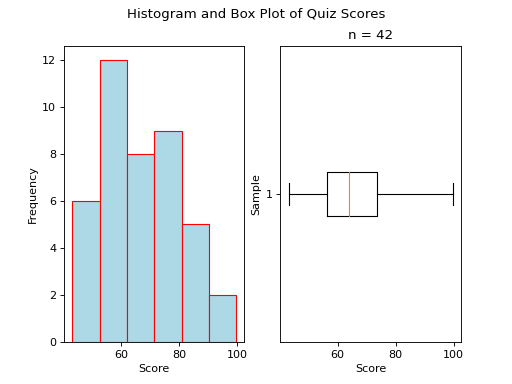 Histogram and Box Plot of Quiz Scores
n = 42
12
10
8
6
4
2
0
Frequency
60 80 100
Score
Sample
1
60 80 100
Score